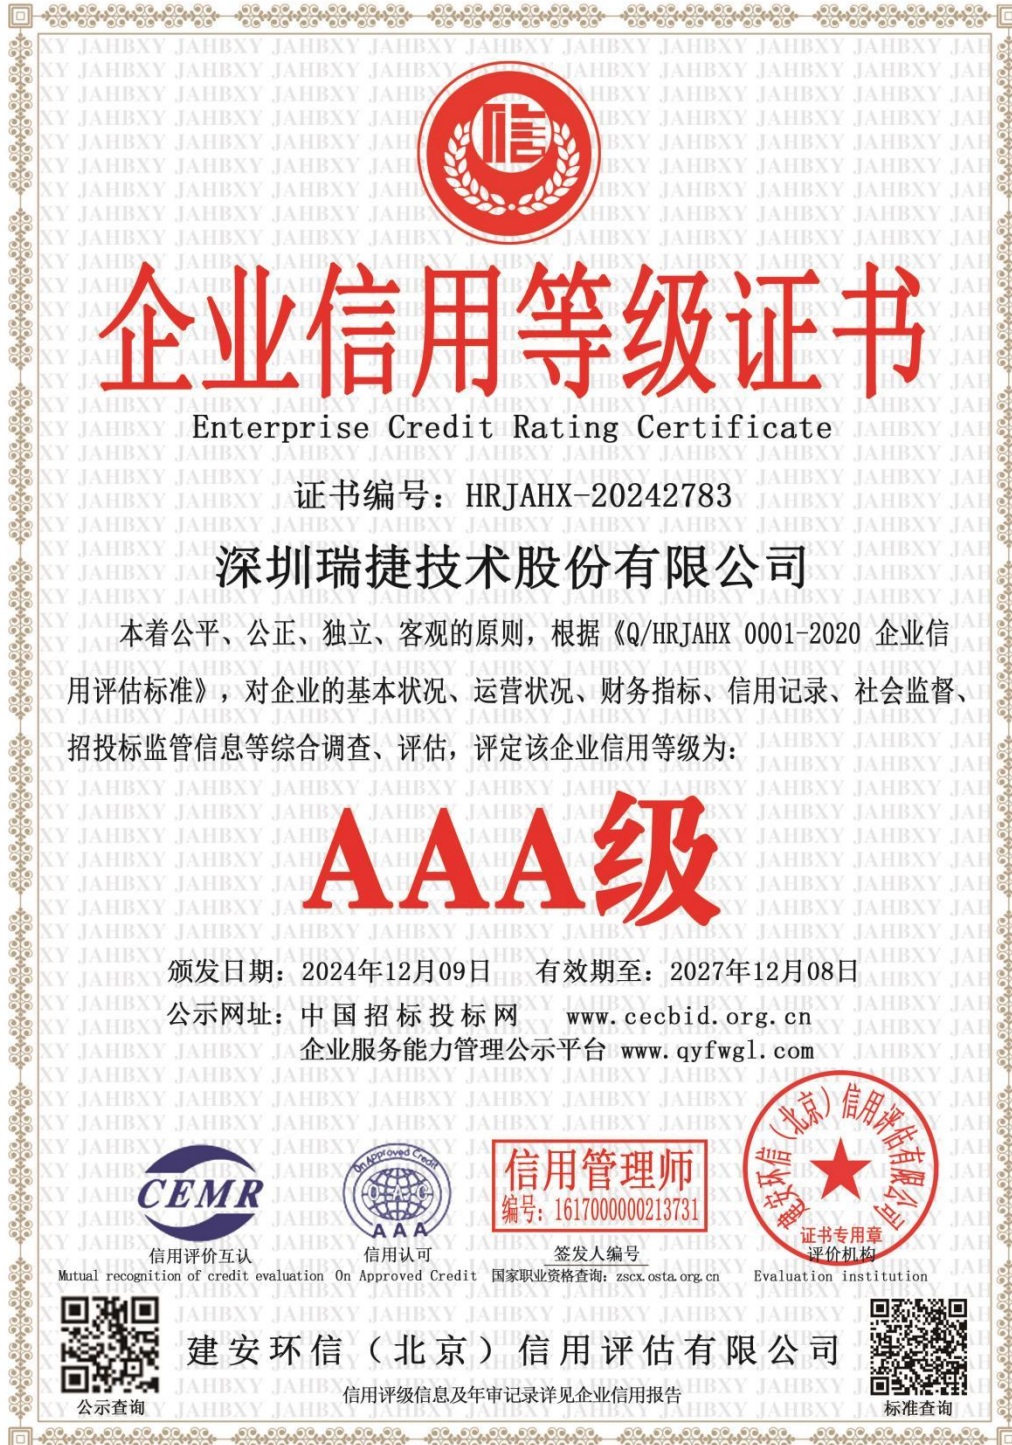 信
企业信用等级证书
Enterprise Credit Rating Certificate
证书编号：HRJAHX-20242783
深圳瑞捷技术股份有限公司
本着公平、公正、独立、客观的原则，根据《Q/HRJAHX 0001-2020 企业信
用评估标准》，对企业的基本状况、运营状况、财务指标、信用记录、社会监督、
招投标监管信息等综合调查、评估，评定该企业信用等级为：
AAA级
颁发日期：2024年12月09日 有效期至：2027年12月08日
公示网址：中国招标投标网 www.cecbid.org.cn
企业服务能力管理公示平台 www.qyfwgl.com
CEMR
信用评价互认
Mutual recognition of credit evaluation
OnApproved Credit
AAA
信用认可
On Approved Credit
信用管理师
编号：1617000000213731
签发人编号
国家职业资格查询：zscx.osta.org.cn
建安环信（北京）信用评估有限公司
证书专用章
评价机构
Evaluation institution
公示查询
建安环信（北京）信用评估有限公司
信用评级信息及年审记录详见企业信用报告
标准查询
JAHBXY